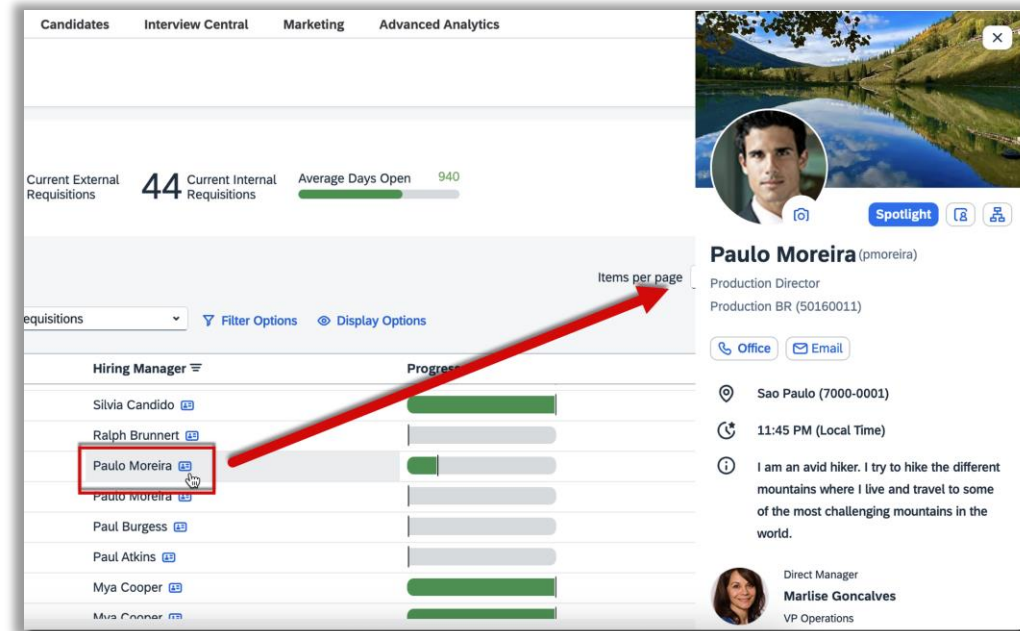 Candidates Interview Central Marketing Advanced Analytics
Current External Requisitions
44 Current Internal Requisitions
Average Days Open 940
Items per page
equisitions
Filter Options
Display Options
Hiring Manager
Progress
Silvia Candido
Ralph Brunnert
Paulo Moreira
Paulo Moreira
Paul Burgess
Paul Atkins
Mya Cooper
Mya Cooper
Spotlight
Paulo Moreira (pmoreira)
Production Director
Production BR (50160011)
Office
Email
Sao Paulo (7000-0001)
11:45 PM (Local Time)
I am an avid hiker. I try to hike the different
mountains where I live and travel to some
of the most challenging mountains in the
world.
Direct Manager
Marlise Goncalves
VP Operations